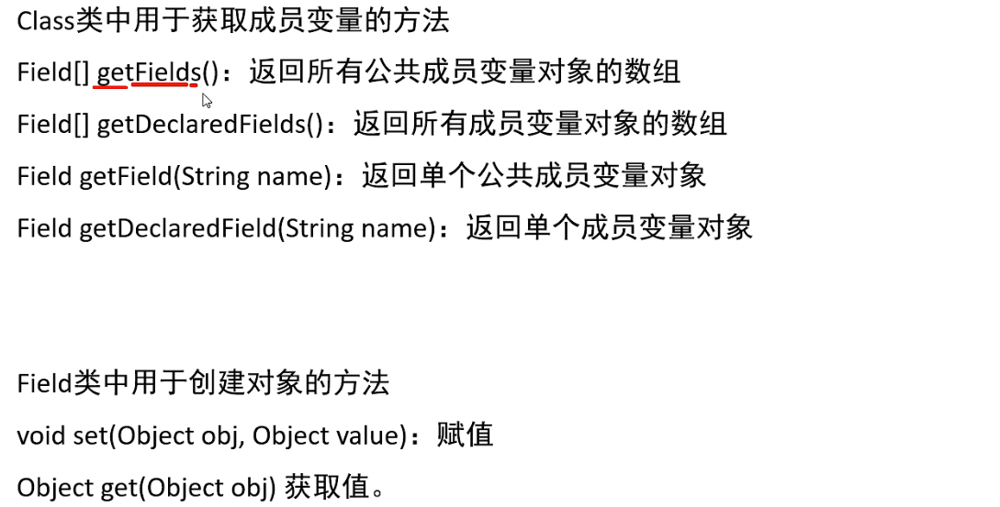 Class类中用于获取成员变量的方法
Field[] getFields()：返回所有公共成员变量对象的数组
Field[] getDeclaredFields()：返回所有成员变量对象的数组
Field getField(String name)：返回单个公共成员变量对象
Field getDeclaredField(String name)：返回单个成员变量对象
Field类中用于创建对象的方法
void set(Object obj, Object value)：赋值
Object get(Object obj) 获取值。